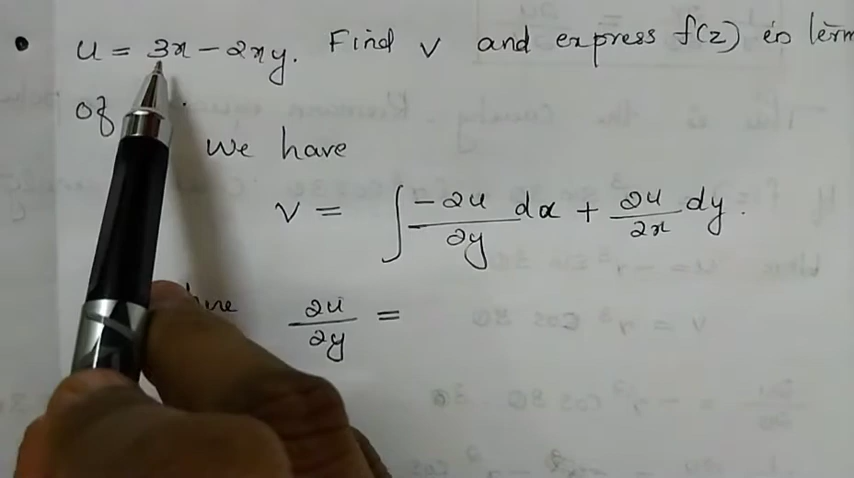 • u = 3x - 2xy. Find v and express f(z) in term
of
We have
v = ∫ -∂u/∂y dx + ∂u/∂x dy.
∂u/∂y =